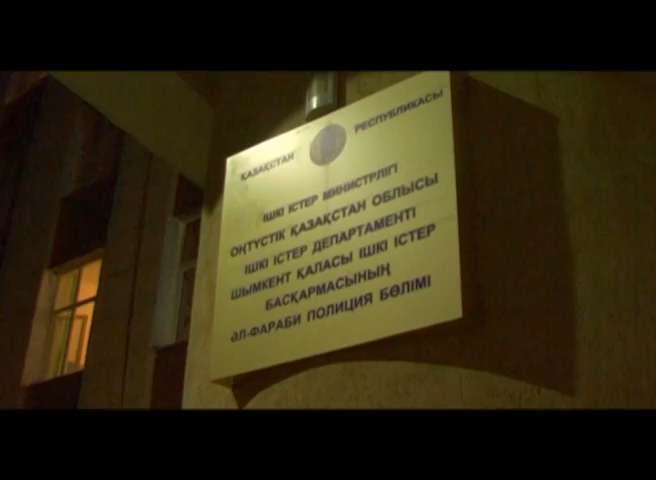 ҚАЗАҚСТАН РЕСПУБЛИКАСЫ
ІШКІ ІСТЕР МИНИСТРЛІГІ
ОҢТҮСТІК ҚАЗАҚСТАН ОБЛЫСЫ
ІШКІ ІСТЕР ДЕПАРТАМЕНТІ
ШЫМКЕНТ ҚАЛАСЫ ІШКІ ІСТЕР
БАСҚАРМАСЫНЫҢ
ӘЛ-ФАРАБИ ПОЛИЦИЯ БӨЛІМІ